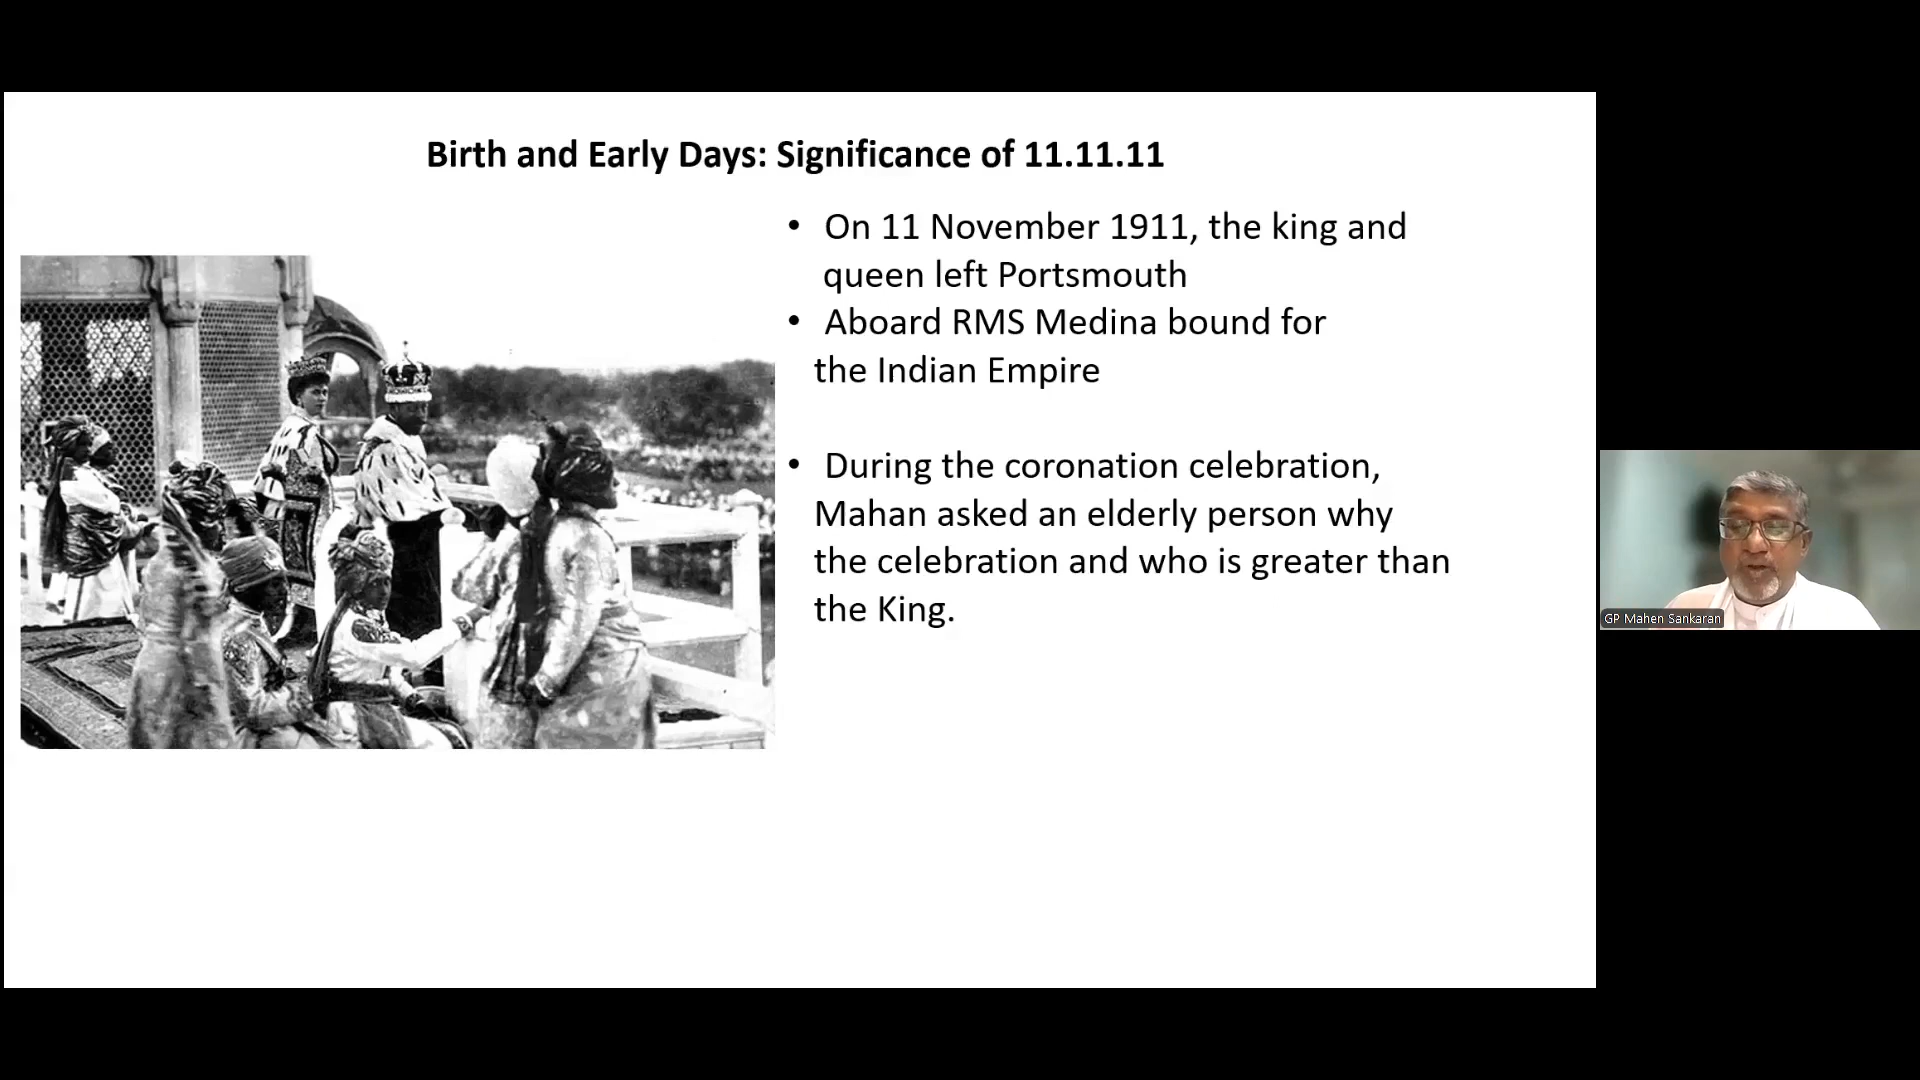 Birth and Early Days: Significance of 11.11.11
• On 11 November 1911, the king and
queen left Portsmouth
• Aboard RMS Medina bound for
the Indian Empire
• During the coronation celebration,
Mahan asked an elderly person why
the celebration and who is greater than
the King.
GP Mahen Sankaran